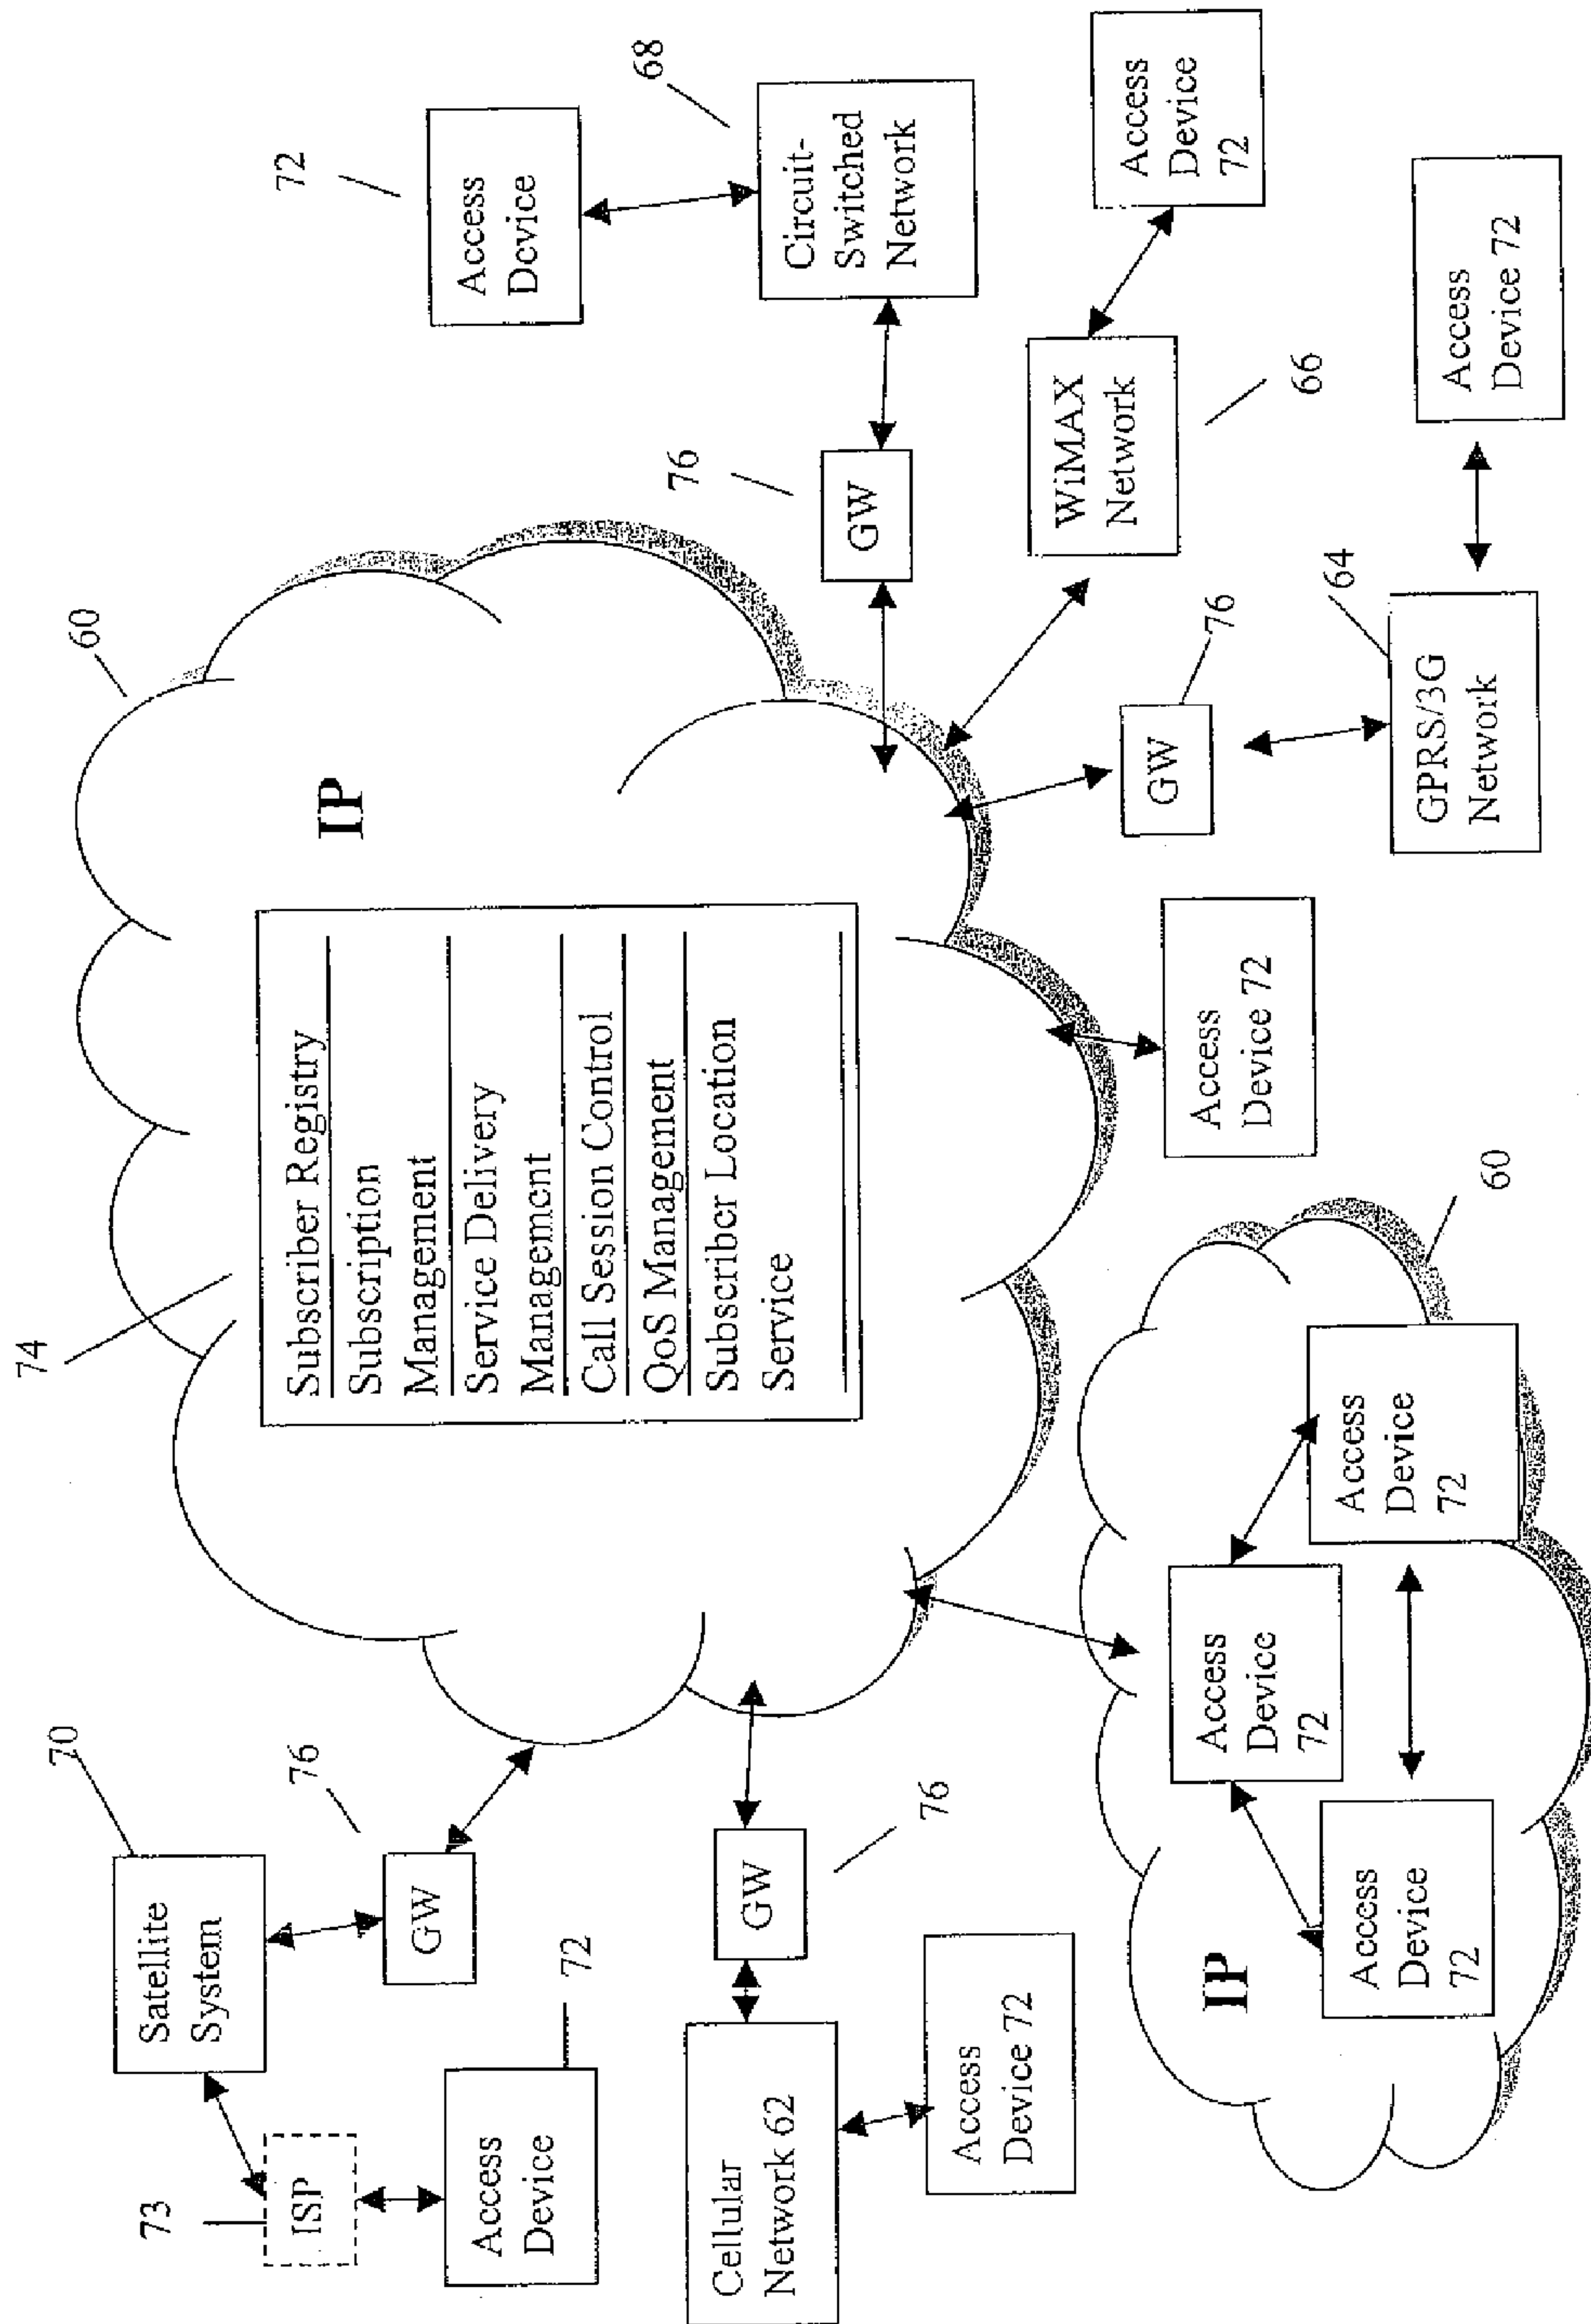 74
70
Satellite
System
73
ISP
76
GW
Access
Device
72
60
IP
Subscriber Registry
Subscription
Management
Service Delivery
Management
Call Session Control
QoS Management
Subscriber Location
Service
72
Access
Device
68
Circuit-
Switched
Network
76
GW
Cellular
Network 62
GW
76
Access
Device 72
WiMAX
Network
66
Access
Device
72
GW
76
64
GPRS/3G
Network
Access
Device 72
Access
Device 72
60
IP
Access
Device
72
Access
Device
72
Access
Device
72